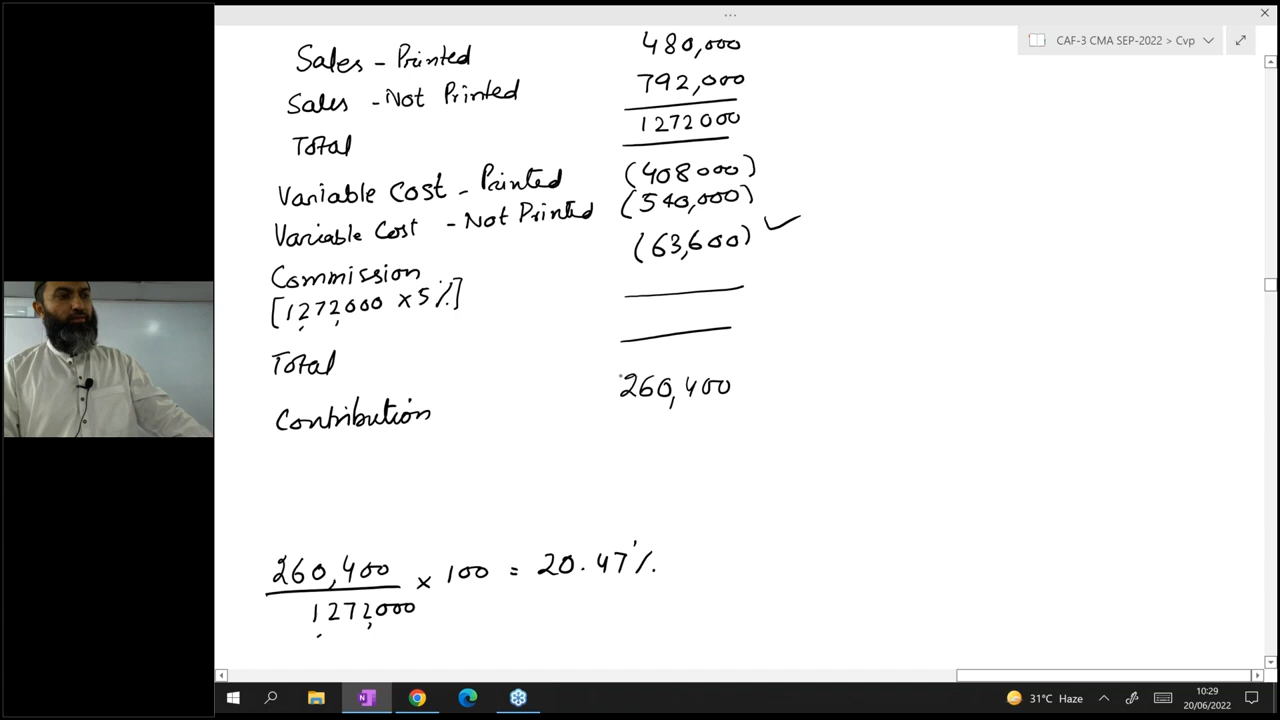 CAF-3 CMA SEP-2022 > Cvp
Sales - Printed 480,000
Sales - Not Printed 792,000
Total 1272000
Variable Cost - Printed (408000)
Variable Cost - Not Printed (540,000)
Commission (63,600) ✓
[1272000 x 5%]
Total
Contribution 260,400
260,400
/ 1272000 x 100 = 20.47%
31°C Haze
10:29
20/06/2022